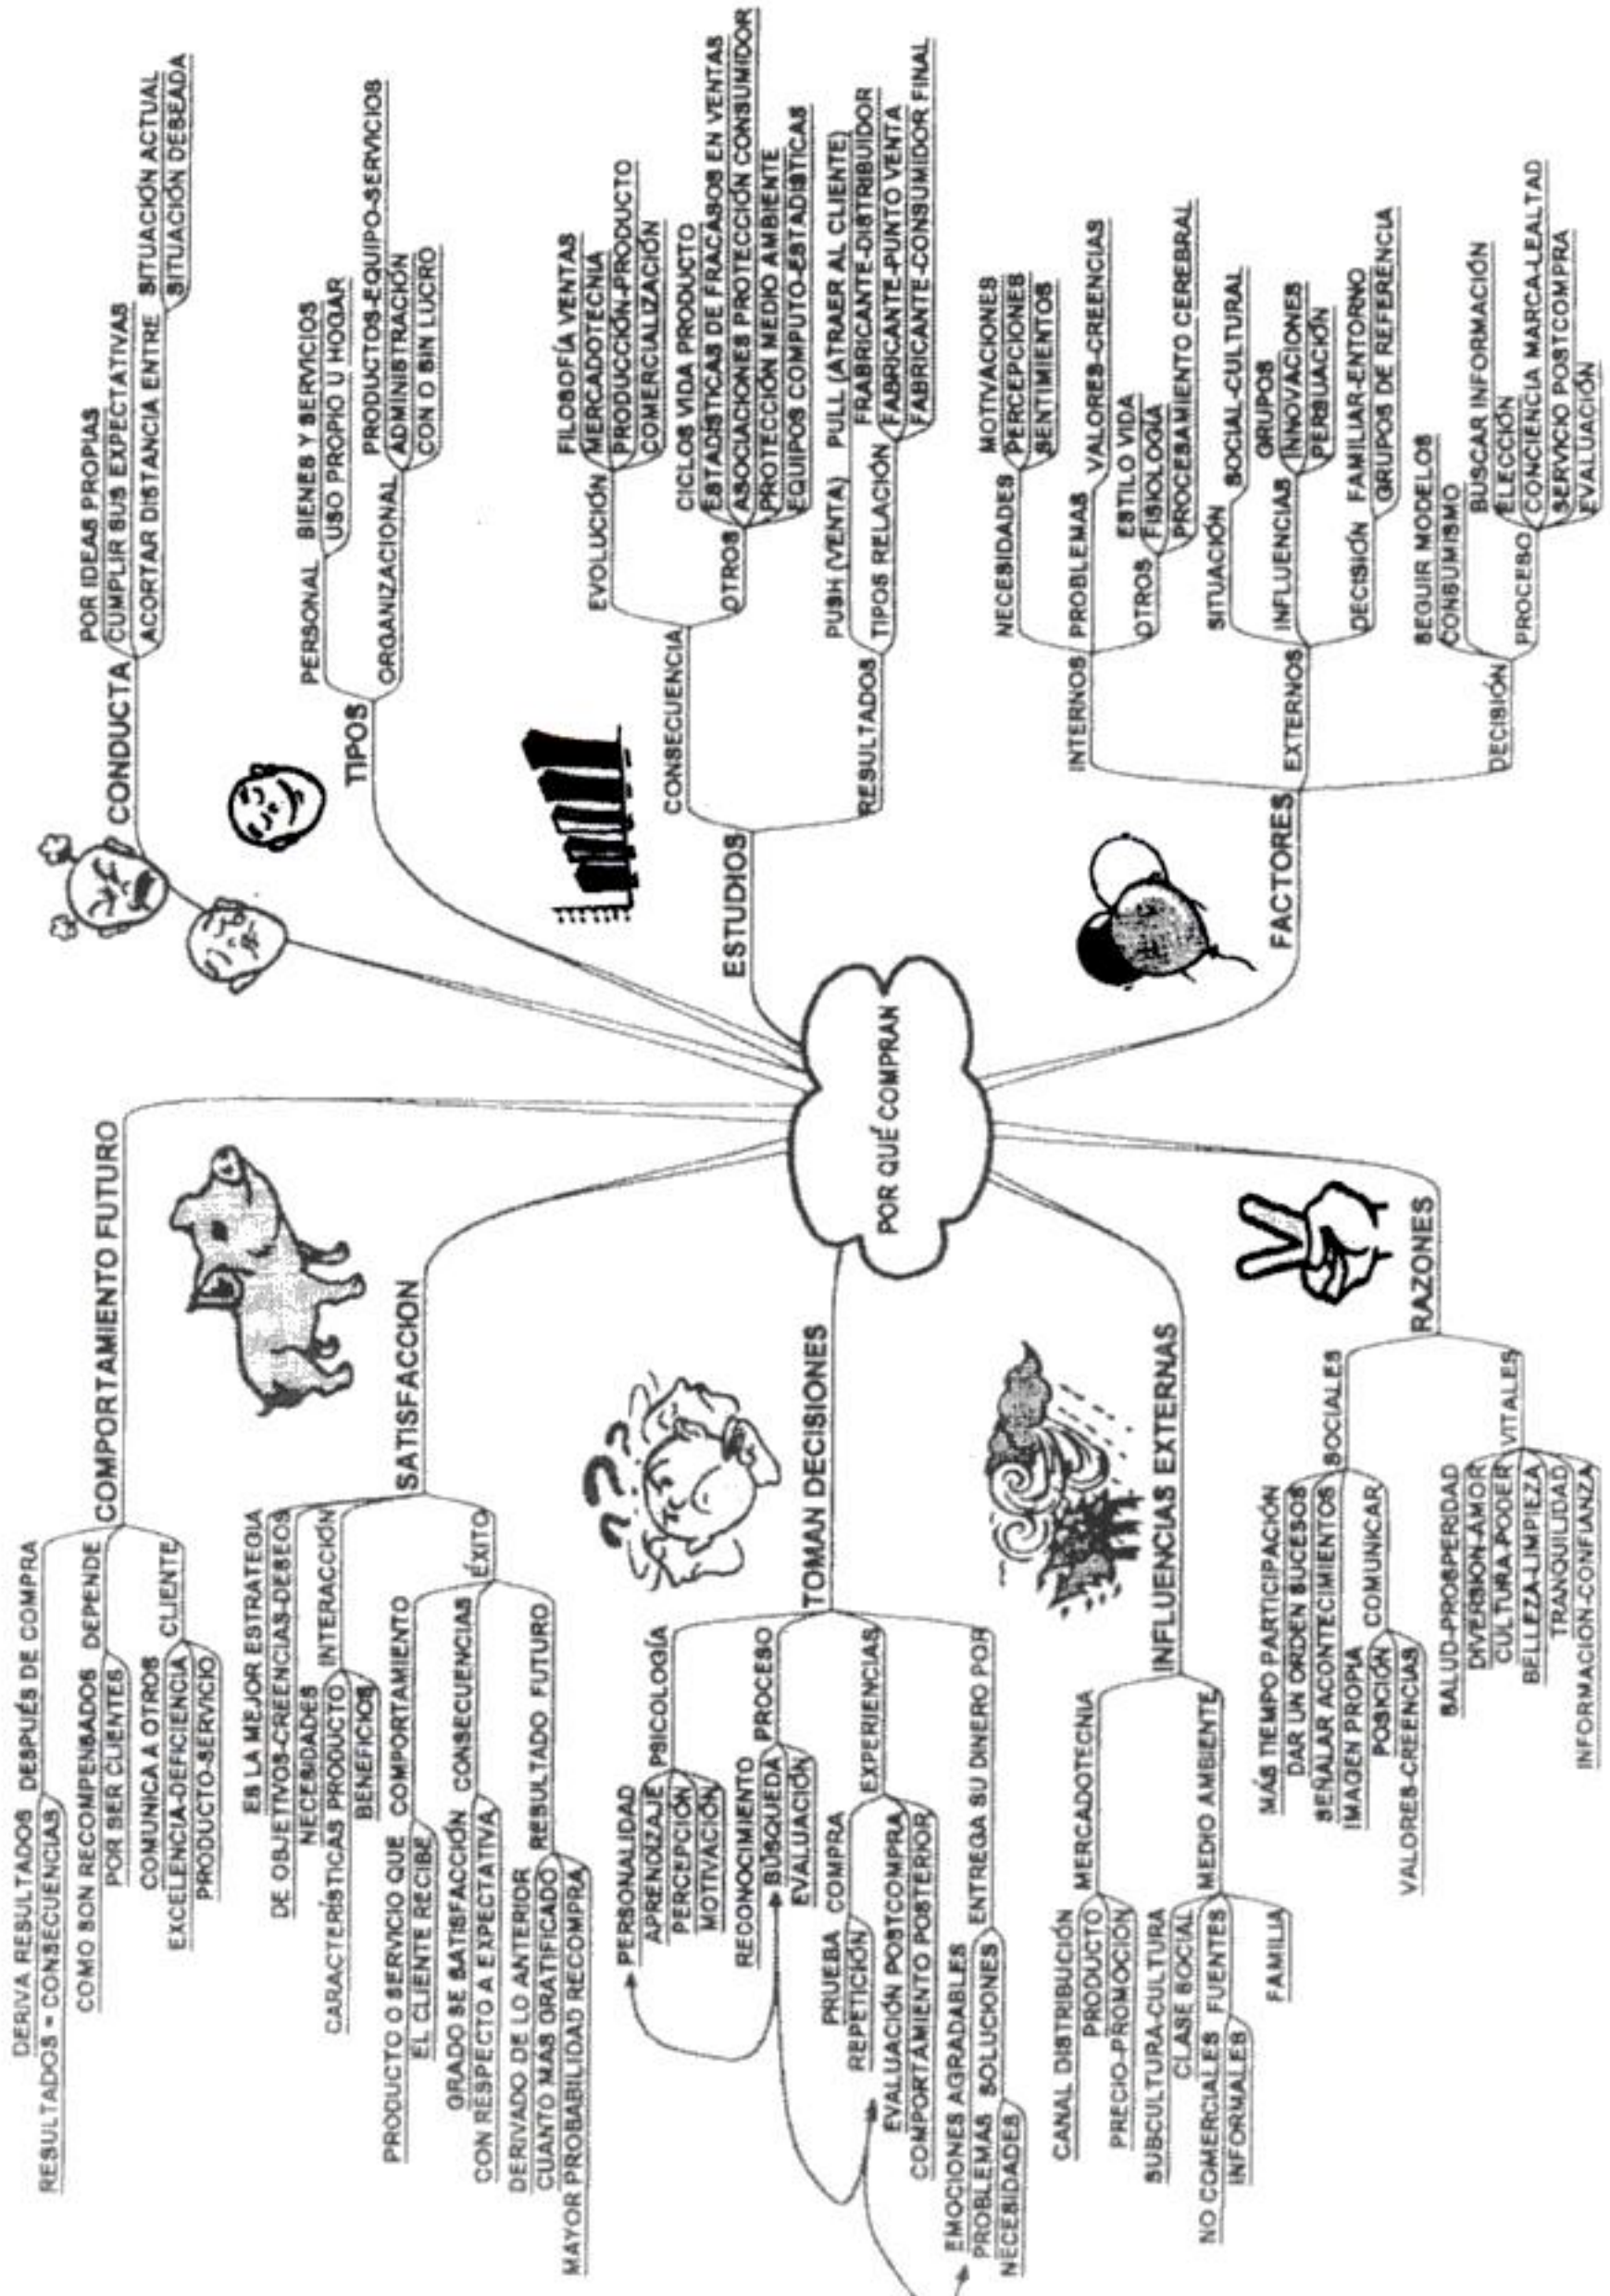 POR QUÉ COMPRAN
CONDUCTA
POR IDEAS PROPIAS
CUMPLIR SUS EXPECTATIVAS
ACORTAR DISTANCIA ENTRE
SITUACIÓN ACTUAL
SITUACIÓN DESEADA
TIPOS
PERSONAL
BIENES Y SERVICIOS
USO PROPIO U HOGAR
ORGANIZACIONAL
PRODUCTOS-EQUIPO-SERVICIOS
ADMINISTRACIÓN
CON O SIN LUCRO
ESTUDIOS
CONSECUENCIA
EVOLUCIÓN
FILOSOFÍA VENTAS
MERCADOTECNIA
PRODUCCIÓN-PRODUCTO
COMERCIALIZACIÓN
OTROS
CICLOS VIDA PRODUCTO
ESTADÍSTICAS DE FRACASOS EN VENTAS
ASOCIACIONES PROTECCIÓN CONSUMIDOR
PROTECCIÓN MEDIO AMBIENTE
EQUIPOS COMPUTO-ESTADISTICAS
RESULTADOS
PUSH (VENTA) PULL (ATRAER AL CLIENTE)
TIPOS RELACIÓN
FRABRICANTE-DISTRIBUIDOR
FABRICANTE-PUNTO VENTA
FABRICANTE-CONSUMIDOR FINAL
FACTORES
INTERNOS
NECESIDADES
MOTIVACIONES
PERCEPCIONES
SENTIMIENTOS
PROBLEMAS
VALORES-CREENCIAS
OTROS
ESTILO VIDA
FISIOLOGÍA
PROCESAMIENTO CEREBRAL
EXTERNOS
SITUACIÓN
SOCIAL-CULTURAL
INFLUENCIAS
GRUPOS
INNOVACIONES
PERSUACIÓN
DECISIÓN
FAMILIAR-ENTORNO
GRUPOS DE REFERENCIA
DECISIÓN
SEGUIR MODELOS
CONSUMISMO
PROCESO
BUSCAR INFORMACIÓN
ELECCIÓN
CONCIENCIA MARCA-LEALTAD
SERVICIO POSTCOMPRA
EVALUACIÓN
COMPORTAMIENTO FUTURO
DESPUÉS DE COMPRA
DERIVA RESULTADOS
RESULTADOS = CONSECUENCIAS
DEPENDE
COMO SON RECOMPENSADOS
POR SER CLIENTES
CLIENTE
COMUNICA A OTROS
EXCELENCIA-DEFICIENCIA
PRODUCTO-SERVICIO
SATISFACCION
ES LA MEJOR ESTRATEGIA
DE OBJETIVOS-CREENCIAS-DESEOS
INTERACCIÓN
NECESIDADES
CARACTERÍSTICAS PRODUCTO
BENEFICIOS
ÉXITO
COMPORTAMIENTO
PRODUCTO O SERVICIO QUE
EL CLIENTE RECIBE
CONSECUENCIAS
GRADO SE SATISFACCIÓN
CON RESPECTO A EXPECTATIVA
RESULTADO FUTURO
DERIVADO DE LO ANTERIOR
CUANTO MAS GRATIFICADO
MAYOR PROBABILIDAD RECOMPRA
TOMAN DECISIONES
PSICOLOGÍA
PERSONALIDAD
APRENDIZAJE
PERCEPCIÓN
MOTIVACIÓN
PROCESO
RECONOCIMIENTO
BÚSQUEDA
EVALUACIÓN
EXPERIENCIAS
COMPRA
PRUEBA
REPETICIÓN
EVALUACIÓN POSTCOMPRA
COMPORTAMIENTO POSTERIOR
ENTREGA SU DINERO POR
EMOCIONES AGRADABLES
SOLUCIONES
PROBLEMAS
NECESIDADES
INFLUENCIAS EXTERNAS
MERCADOTECNIA
CANAL DISTRIBUCIÓN
PRODUCTO
PRECIO-PROMOCIÓN
MEDIO AMBIENTE
SUBCULTURA-CULTURA
CLASE SOCIAL
FUENTES
NO COMERCIALES
INFORMALES
FAMILIA
RAZONES
SOCIALES
MÁS TIEMPO PARTICIPACIÓN
DAR UN ORDEN SUCESOS
SEÑALAR ACONTECIMIENTOS
COMUNICAR
IMAGEN PROPIA
POSICIÓN
VALORES-CREENCIAS
VITALES
SALUD-PROSPERIDAD
DIVERSION-AMOR
CULTURA-PODER
BELLEZA-LIMPIEZA
TRANQUILIDAD
INFORMACION-CONFIANZA